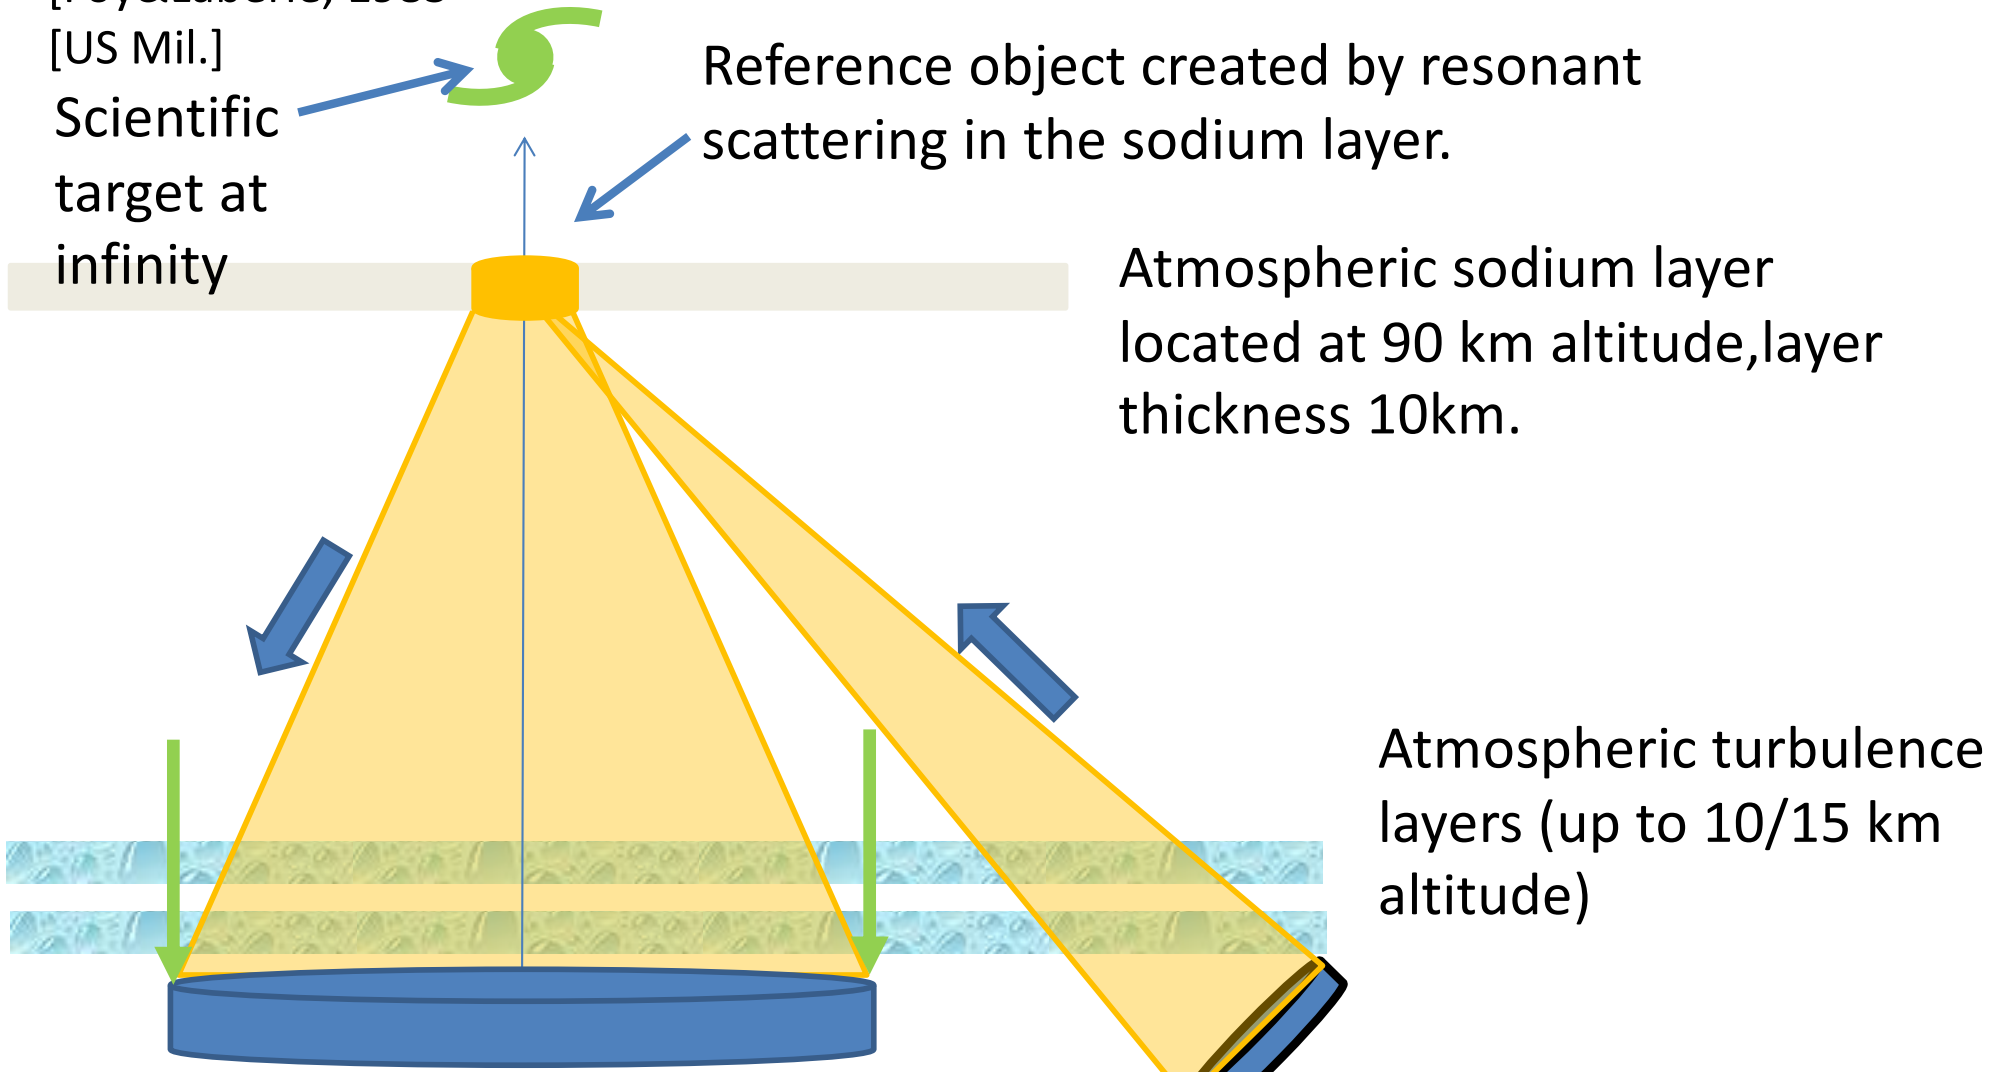 [US Mil.]
Scientific
target at
infinity
Reference object created by resonant
scattering in the sodium layer.
Atmospheric sodium layer
located at 90 km altitude,layer
thickness 10km.
Atmospheric turbulence
layers (up to 10/15 km
altitude)